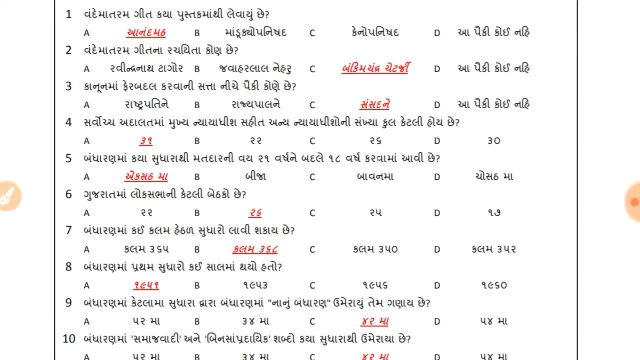 1 વંદેમાતરમ ગીત કયા પુસ્તકમાંથી લેવાયું છે?
A આનંદમઠ B માંડૂક્યોપનિષદ C કેનોપનિષદ D આ પૈકી કોઈ નહિ
2 વંદેમાતરમ ગીતના રચયિતા કોણ છે?
A રવીન્દ્રનાથ ટાગોર B જવાહરલાલ નેહરુ C બંકિમચંદ્ર ચેટર્જી D આ પૈકી કોઈ નહિ
3 કાનૂનમાં ફેરબદલ કરવાની સત્તા નીચે પૈકી કોણે છે?
A રાષ્ટ્રપતિને B રાજ્યપાલને C સંસદને D આ પૈકી કોઈ નહિ
4 સર્વોચ્ચ અદાલતમાં મુખ્ય ન્યાયાધીશ સહીત અન્ય ન્યાયાધીશોની સંખ્યા કુલ કેટલી હોય છે?
A ૩૧ B ૨૨ C ૨૬ D ૩૦
5 બંધારણમાં કયા સુધારાથી મતદારની વય ૨૧ વર્ષને બદલે ૧૮ વર્ષ કરવામાં આવી છે?
A એકસઠ મા B બીજા C બાવનમા D ચોસઠ મા
6 ગુજરાતમાં લોકસભાની કેટલી બેઠકો છે?
A ૨૨ B ૨૬ C ૨૫ D ૧૭
7 બંધારણમાં કઈ કલમ હેઠળ સુધારો લાવી શકાય છે?
A કલમ ૩૬૫ B કલમ ૩૬૮ C કલમ ૩૫૦ D કલમ ૩૫૨
8 બંધારણમાં પ્રથમ સુધારો કઈ સાલમાં થયો હતો?
A ૧૯૫૧ B ૧૯૫૩ C ૧૯૫૬ D ૧૯૬૦
9 બંધારણમાં કેટલામા સુધારા દ્વારા બંધારણમાં "નાનું બંધારણ" ઉમેરાયું તેમ ગણાય છે?
A ૫૨ મા B ૩૪ મા C ૪૨ મા D ૫૪ મા
10 બંધારણમાં 'સમાજવાદી' અને 'બિનસાંપ્રદાયિક' શબ્દો કયા સુધારાથી ઉમેરાયા છે?
A ૫૨ મા B ૩૪ મા C ૪૨ મા D ૫૪ મા